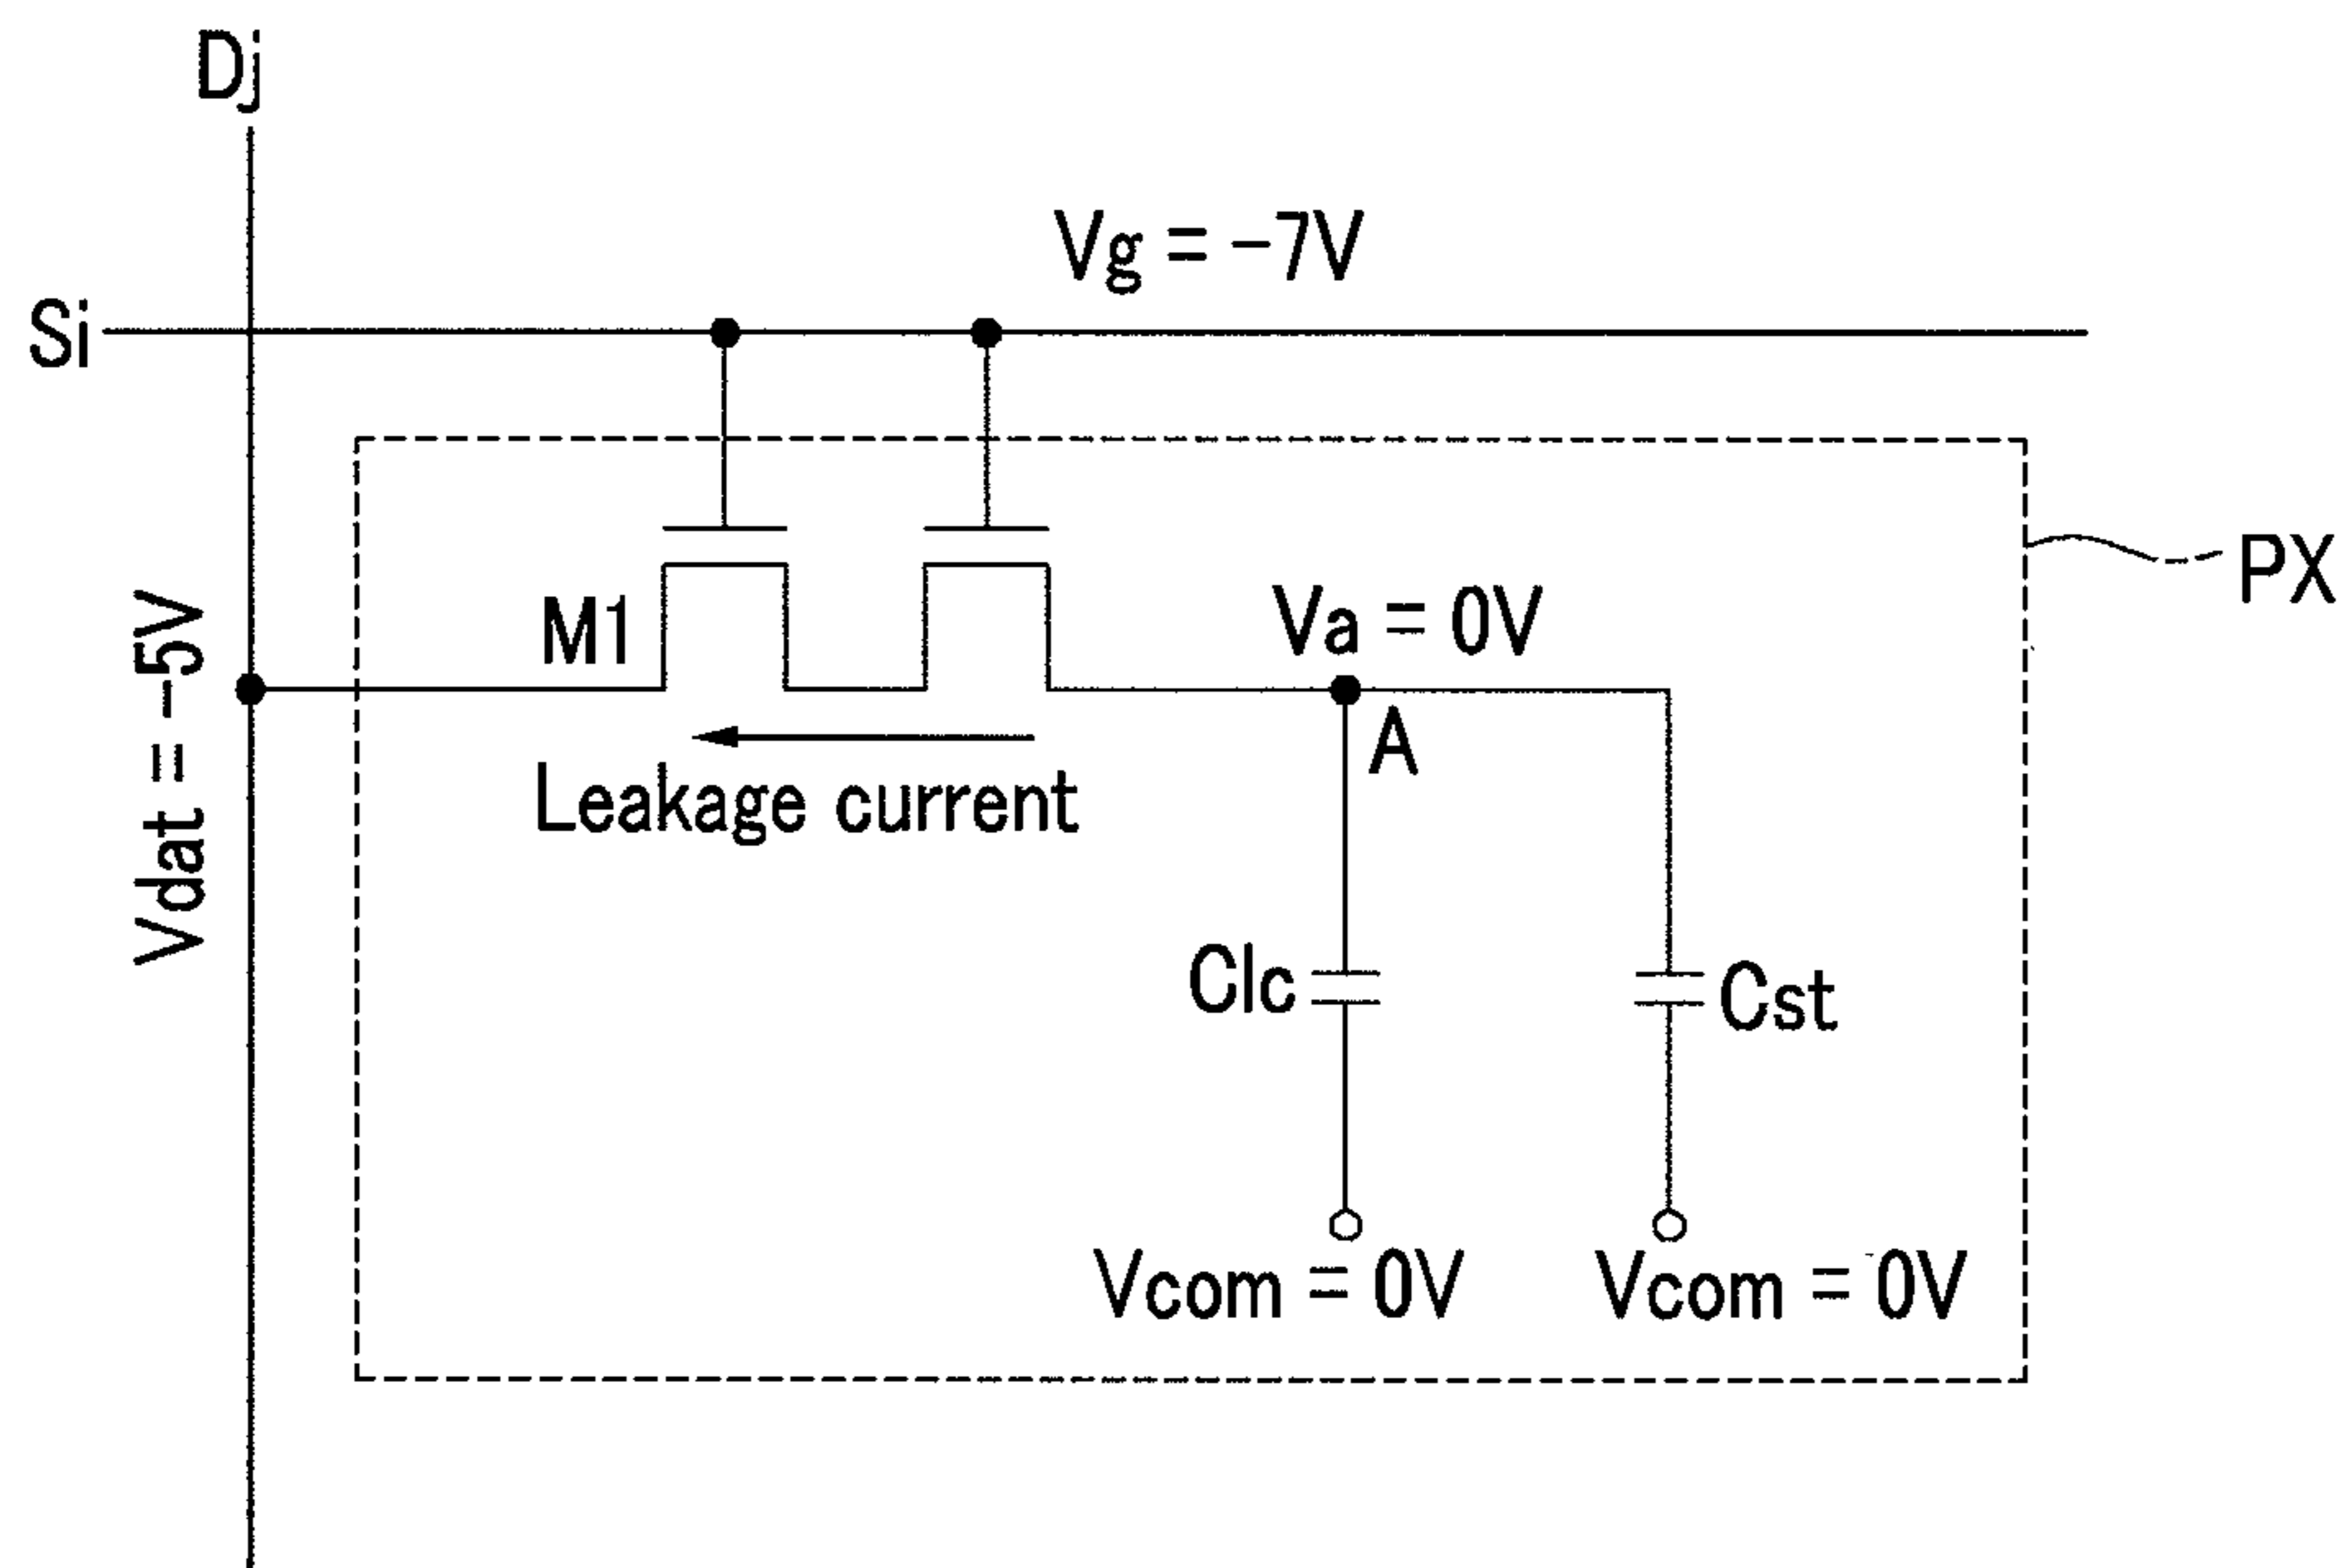 Dj
Vg = -7V
Si
PX
M1
Va = 0V
Vdat = -5V
A
Leakage current
Clc
Cst
Vcom = 0V
Vcom = 0V